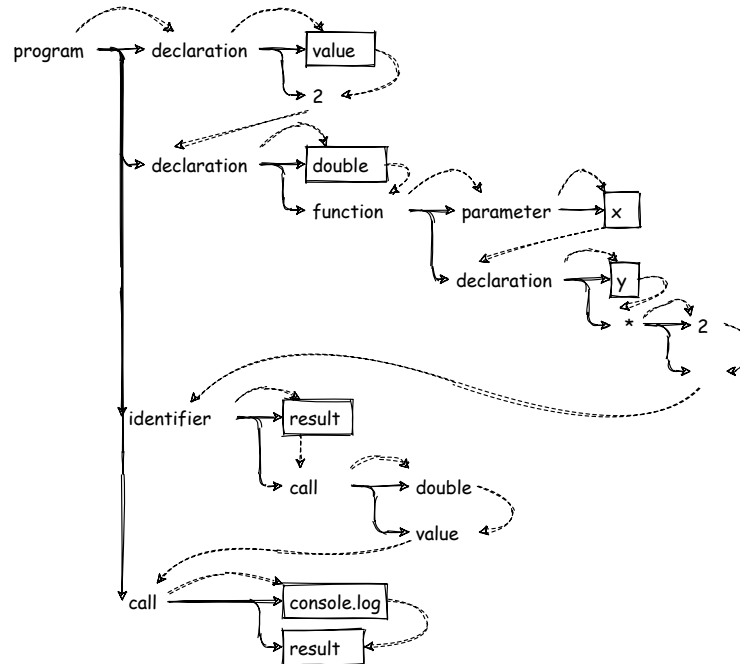 program declaration value
2
declaration double
function parameter x
declaration y
* 2
identifier result
call double
value
call console.log
result